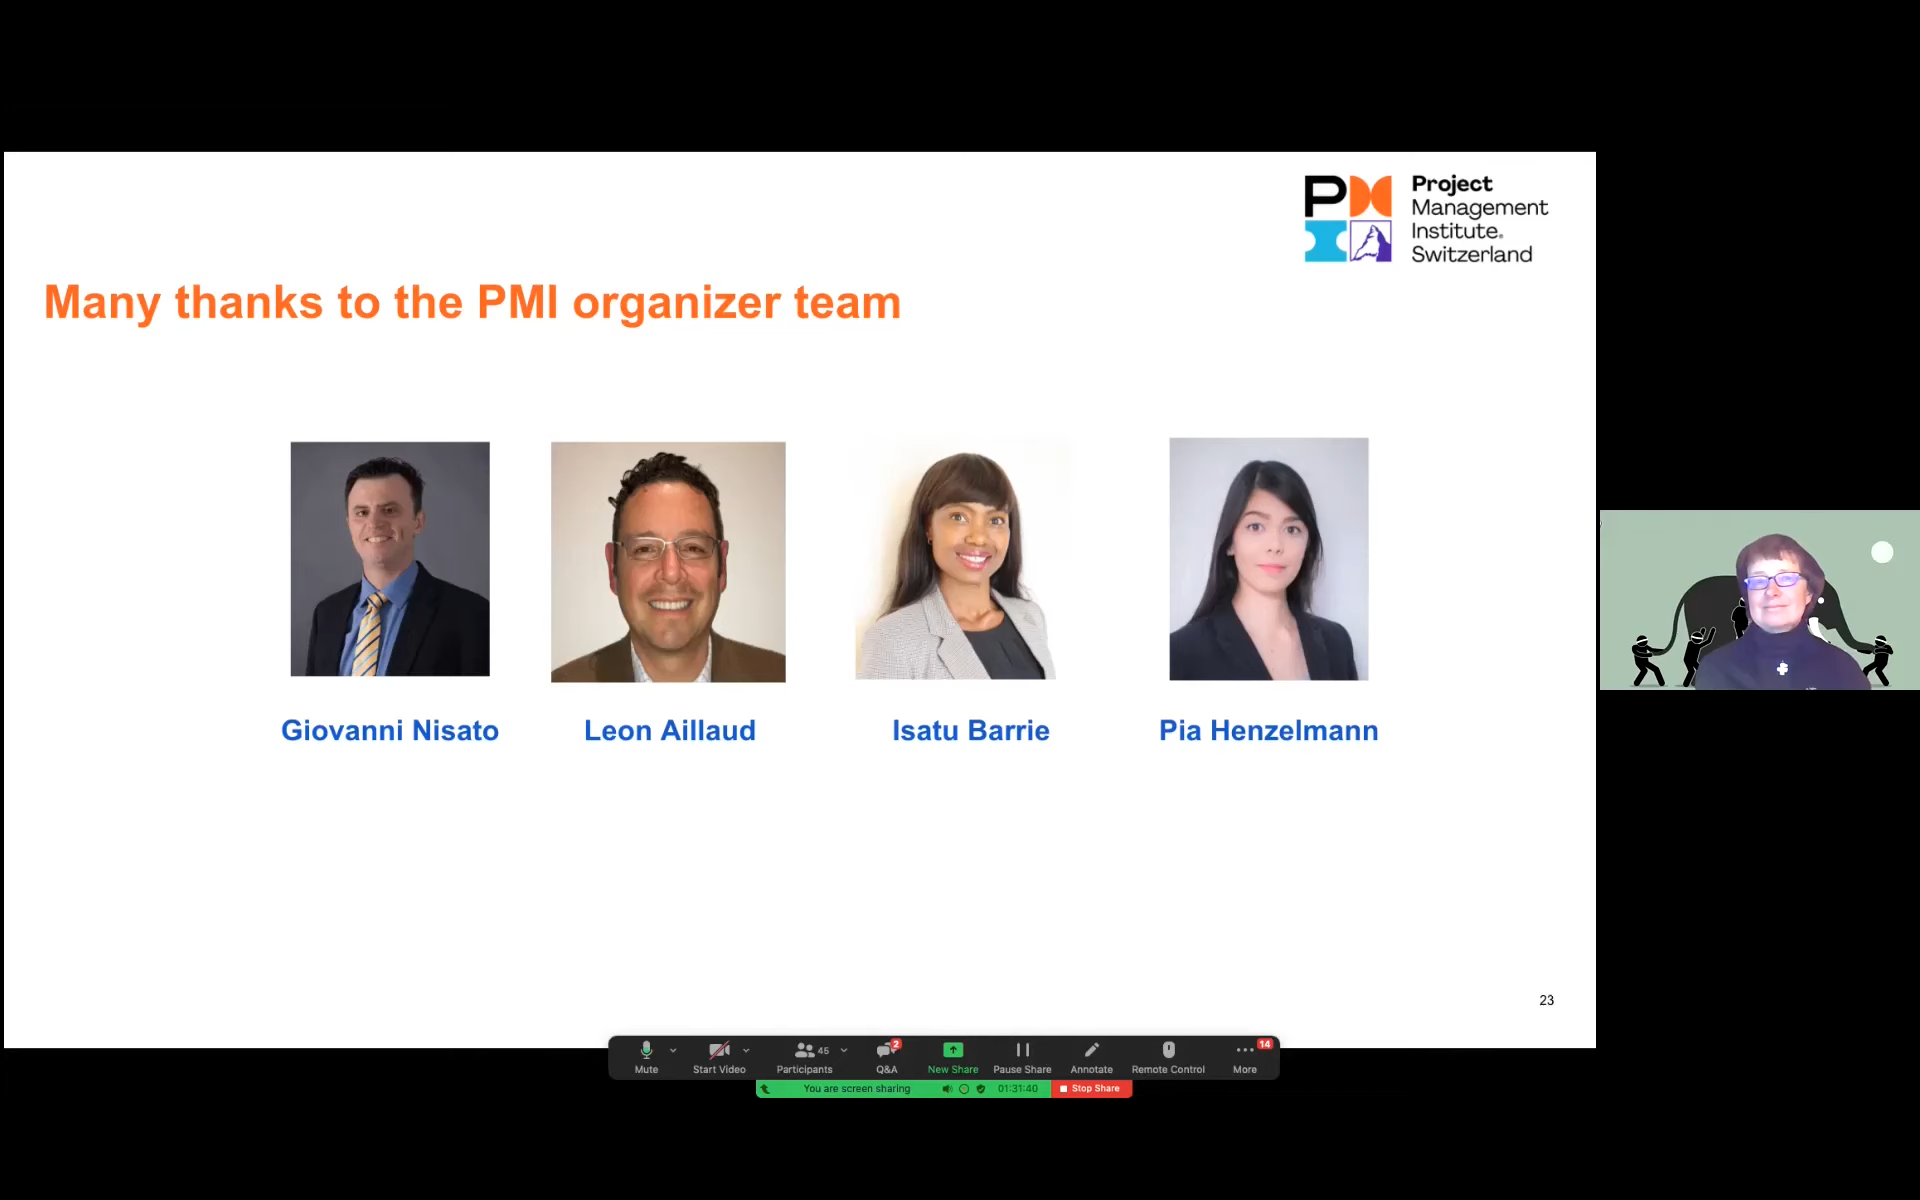 Project
Management
Institute.
Switzerland
Many thanks to the PMI organizer team
Giovanni Nisato
Leon Aillaud
Isatu Barrie
Pia Henzelmann
23
45
2
14
Mute
Start Video
Participants
Q&A
New Share
Pause Share
Annotate
Remote Control
More
You are screen sharing
01:31:40
Stop Share